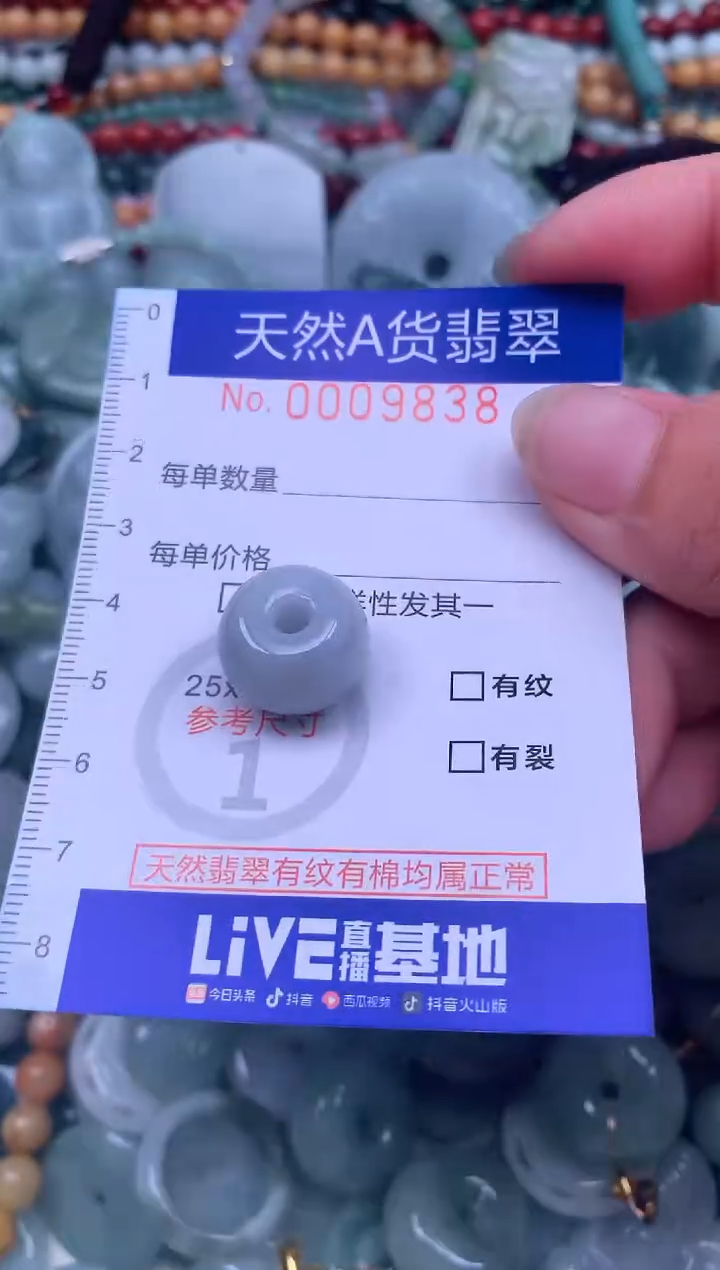 天然A货翡翠
No. 0009838
每单数量
每单价格
性发其一
25x
参考尺寸
有纹
有裂
1
天然翡翠有纹有棉均属正常
LiVE直播基地
今日头条 抖音 西瓜视频 抖音火山版
0
1
2
3
4
5
6
7
8